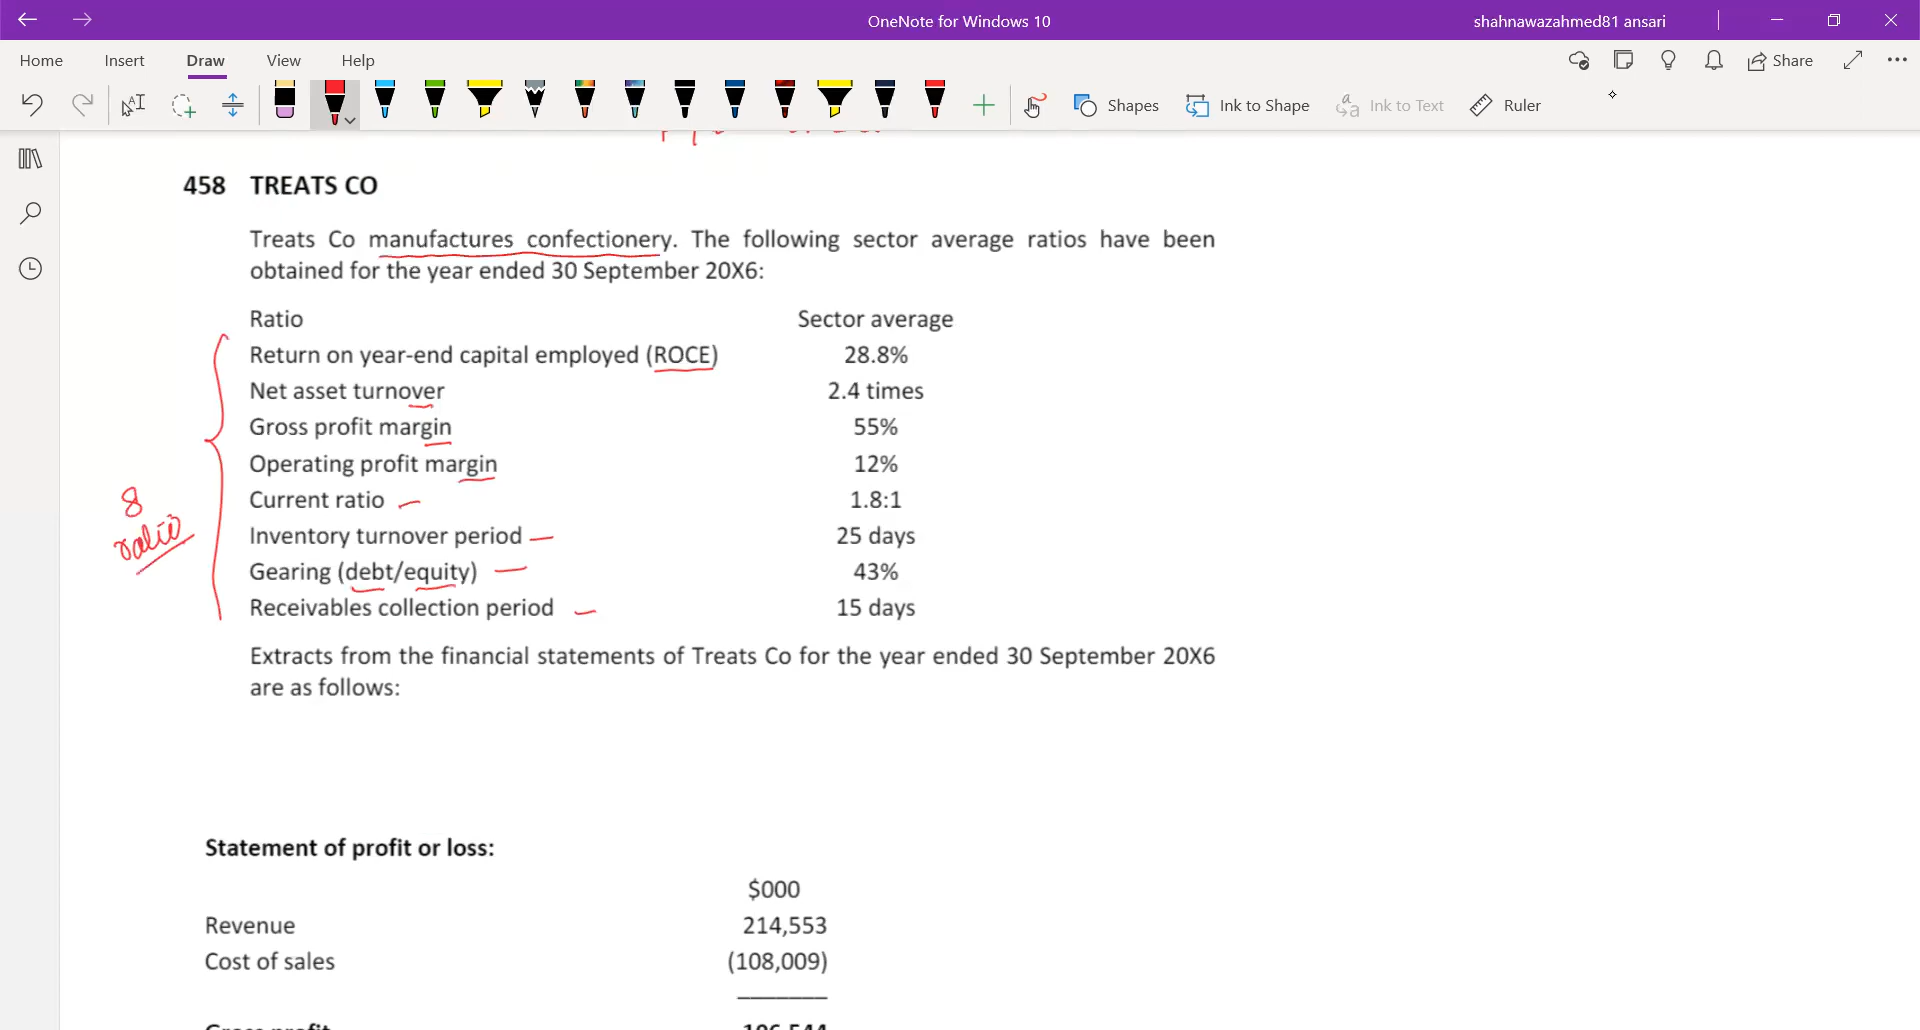 OneNote for Windows 10
shahnawazahmed81 ansari
Home Insert Draw View Help
Share
Shapes Ink to Shape Ink to Text Ruler
458 TREATS CO
Treats Co manufactures confectionery. The following sector average ratios have been
obtained for the year ended 30 September 20X6:
Ratio Sector average
Return on year-end capital employed (ROCE) 28.8%
Net asset turnover 2.4 times
Gross profit margin 55%
Operating profit margin 12%
Current ratio 1.8:1
8
ratio
Inventory turnover period 25 days
Gearing (debt/equity) 43%
Receivables collection period 15 days
Extracts from the financial statements of Treats Co for the year ended 30 September 20X6
are as follows:
Statement of profit or loss:
$000
Revenue 214,553
Cost of sales (108,009)
Gross profit 106,544